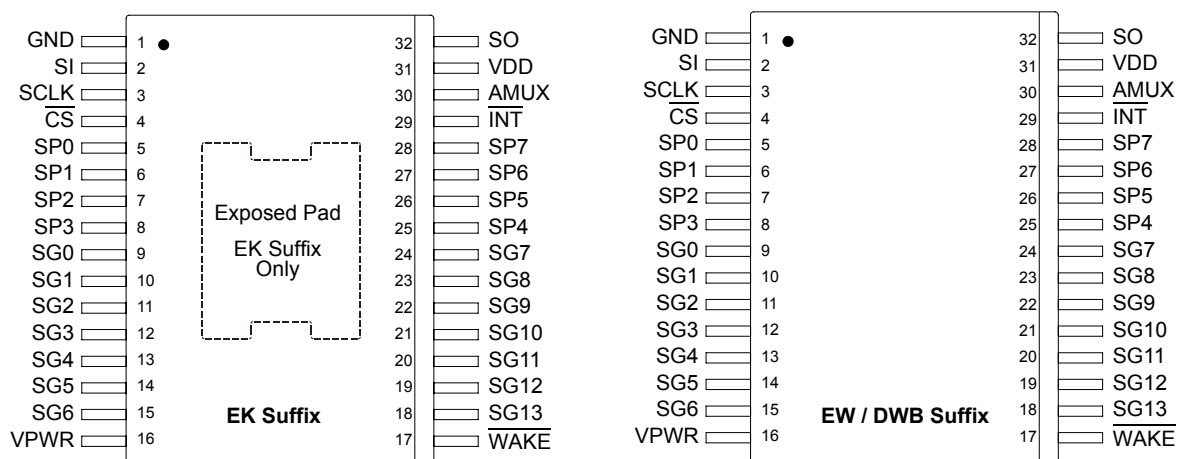 GND 1 32 SO
SI 2 31 VDD
SCLK 3 30 AMUX
CS 4 29 INT
SP0 5 28 SP7
SP1 6 27 SP6
SP2 7 26 SP5
SP3 8 25 SP4
SG0 9 24 SG7
SG1 10 23 SG8
SG2 11 22 SG9
SG3 12 21 SG10
SG4 13 20 SG11
SG5 14 19 SG12
SG6 15 18 SG13
VPWR 16 17 WAKE
Exposed Pad
EK Suffix
Only
EK Suffix
GND 1 32 SO
SI 2 31 VDD
SCLK 3 30 AMUX
CS 4 29 INT
SP0 5 28 SP7
SP1 6 27 SP6
SP2 7 26 SP5
SP3 8 25 SP4
SG0 9 24 SG7
SG1 10 23 SG8
SG2 11 22 SG9
SG3 12 21 SG10
SG4 13 20 SG11
SG5 14 19 SG12
SG6 15 18 SG13
VPWR 16 17 WAKE
EW / DWB Suffix